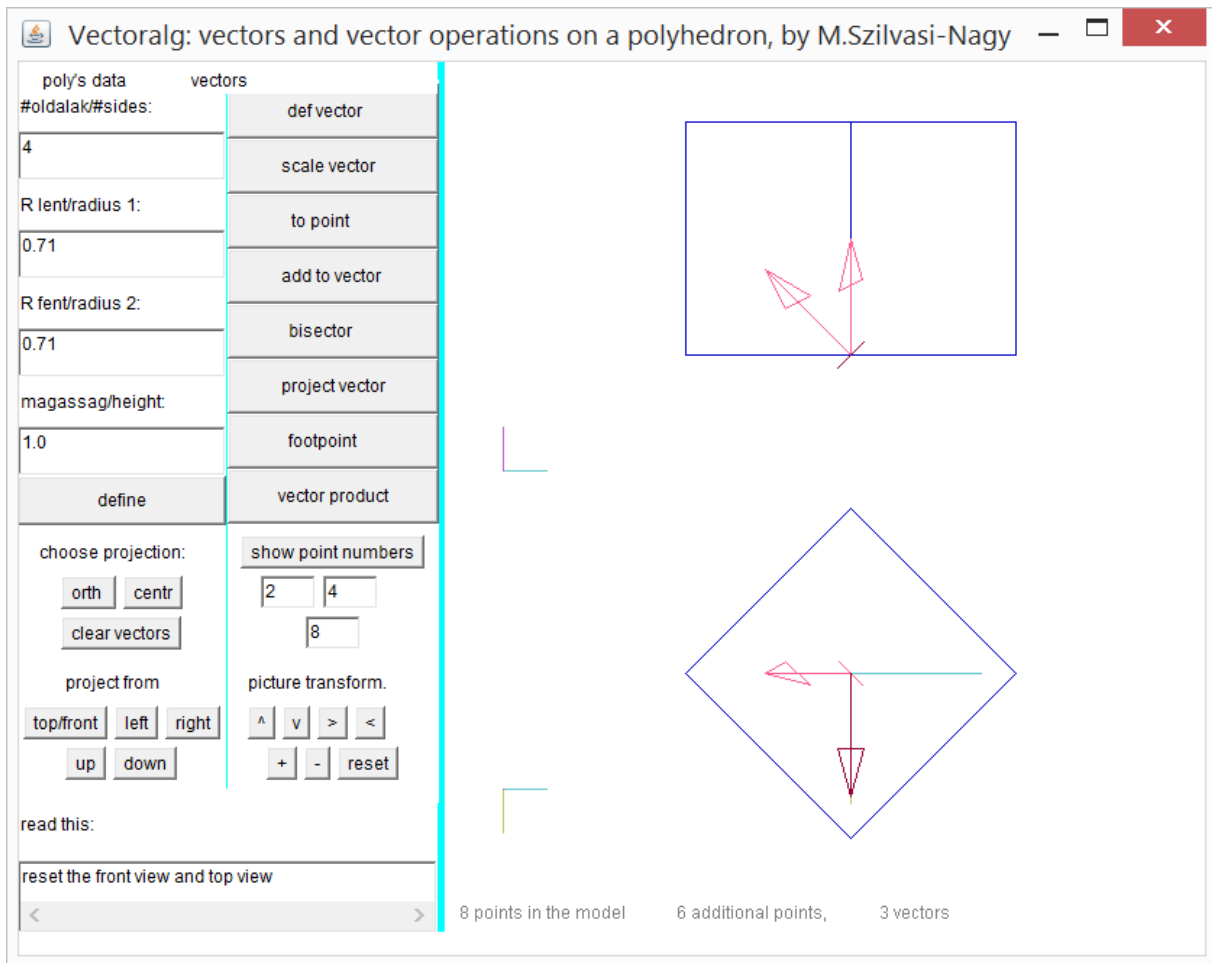 Vectoralg: vectors and vector operations on a polyhedron, by M.Szilvasi-Nagy
poly's data vectors
#oldalak/#sides:
4
R lent/radius 1:
0.71
R fent/radius 2:
0.71
magassag/height:
1.0
define
def vector
scale vector
to point
add to vector
bisector
project vector
footpoint
vector product
choose projection:
orth centr
clear vectors
project from
top/front left right
up down
show point numbers
2 4
8
picture transform.
^ v > <
+ - reset
read this:
reset the front view and top view
< >
8 points in the model 6 additional points, 3 vectors